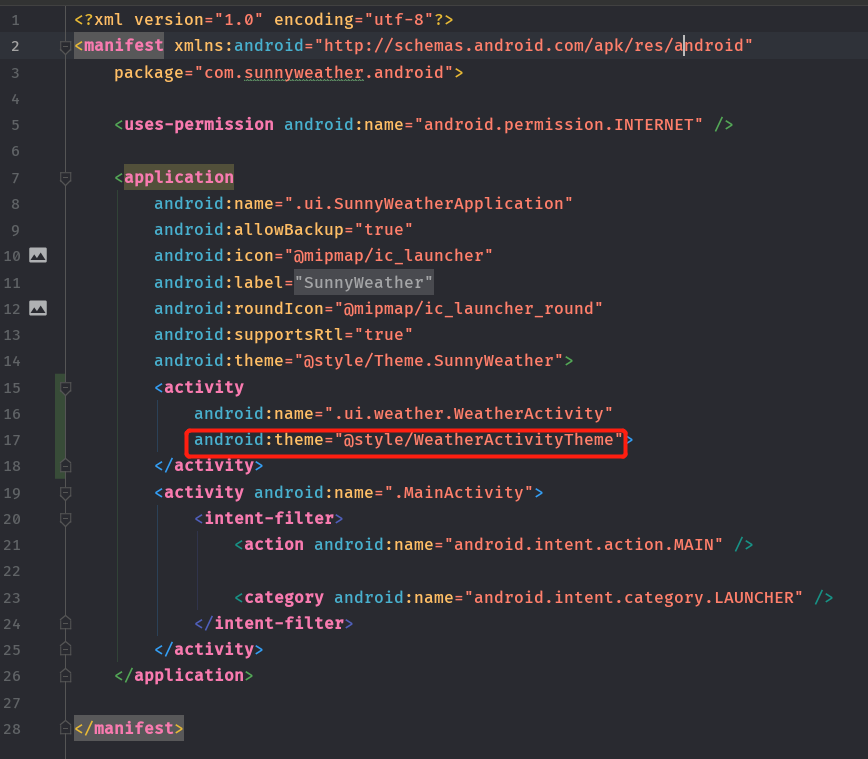 1 <?xml version="1.0" encoding="utf-8"?>
2 <manifest xmlns:android="http://schemas.android.com/apk/res/android"
3     package="com.sunnyweather.android">
4
5     <uses-permission android:name="android.permission.INTERNET" />
6
7     <application
8         android:name=".ui.SunnyWeatherApplication"
9         android:allowBackup="true"
10         android:icon="@mipmap/ic_launcher"
11         android:label="SunnyWeather"
12         android:roundIcon="@mipmap/ic_launcher_round"
13         android:supportsRtl="true"
14         android:theme="@style/Theme.SunnyWeather">
15         <activity
16             android:name=".ui.weather.WeatherActivity"
17             android:theme="@style/WeatherActivityTheme">
18         </activity>
19         <activity android:name=".MainActivity">
20             <intent-filter>
21                 <action android:name="android.intent.action.MAIN" />
22
23                 <category android:name="android.intent.category.LAUNCHER" />
24             </intent-filter>
25         </activity>
26     </application>
27
28 </manifest>